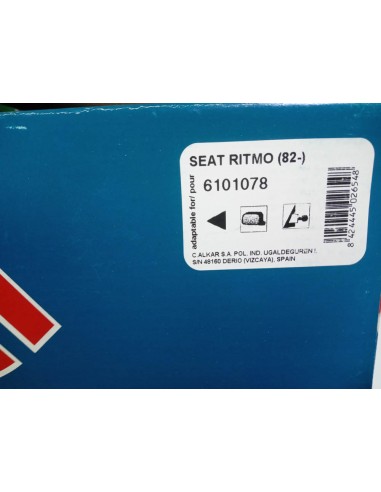 SEAT RITMO (82-)
adaptable for/ pour
6101078
C.ALKAR S.A. POL. IND. UGALDEGUREN I.
S/N 48160 DERIO (VIZCAYA), SPAIN
8 424445 026548